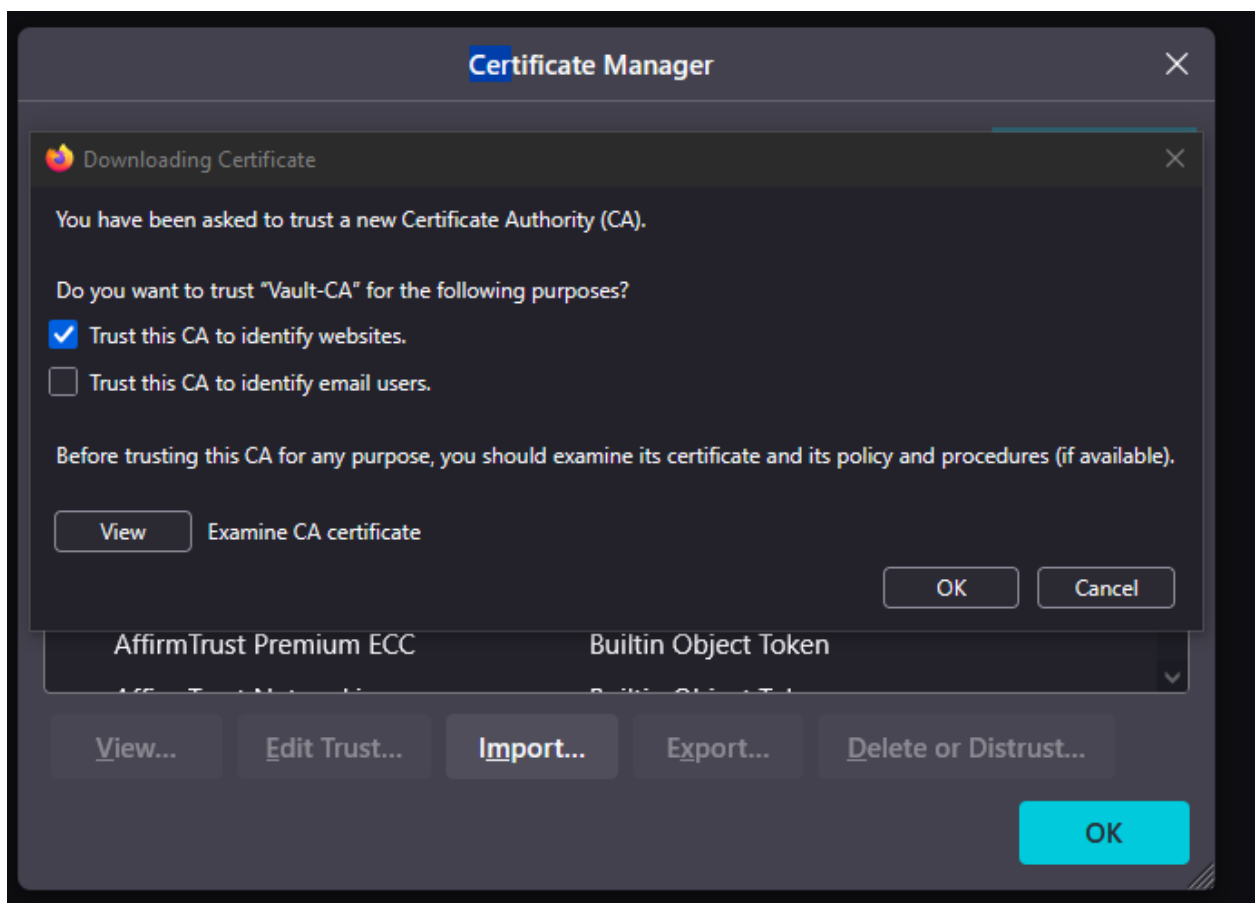 Certificate Manager
Downloading Certificate
You have been asked to trust a new Certificate Authority (CA).
Do you want to trust “Vault-CA” for the following purposes?
Trust this CA to identify websites.
Trust this CA to identify email users.
Before trusting this CA for any purpose, you should examine its certificate and its policy and procedures (if available).
View Examine CA certificate
OK Cancel
AffirmTrust Premium ECC Builtin Object Token
View... Edit Trust... Import... Export... Delete or Distrust...
OK